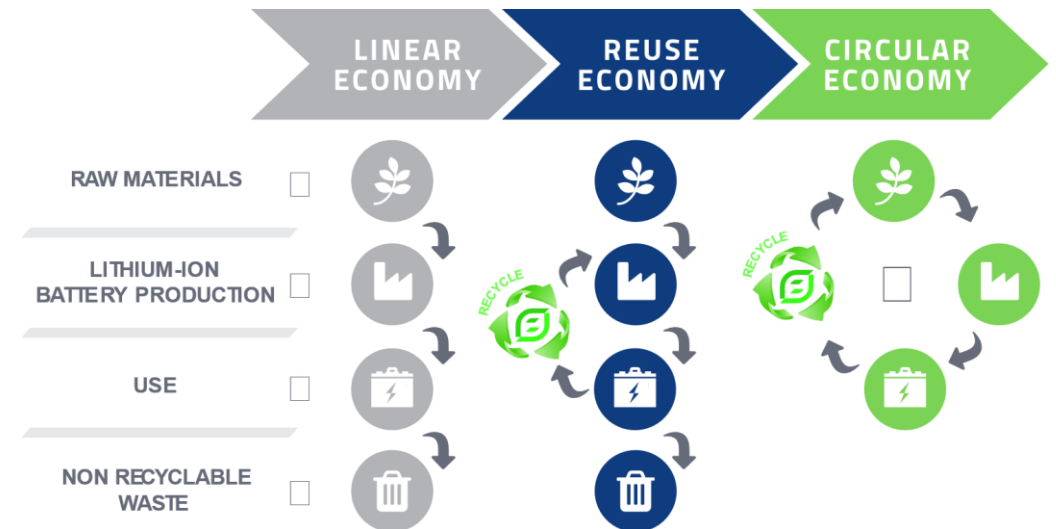 LINEAR
ECONOMY
REUSE
ECONOMY
CIRCULAR
ECONOMY
RAW MATERIALS
LITHIUM-ION
BATTERY PRODUCTION
USE
NON RECYCLABLE
WASTE
RECYCLE
RECYCLE